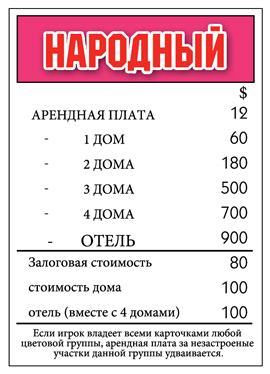 НАРОДНЫЙ
$
АРЕНДНАЯ ПЛАТА 12
- 1 ДОМ 60
- 2 ДОМА 180
- 3 ДОМА 500
- 4 ДОМА 700
- ОТЕЛЬ 900
Залоговая стоимость 80
стоимость дома 100
отель (вместе с 4 домами) 100
Если игрок владеет всеми карточками любой
цветовой группы, арендная плата за незастроеные
участки данной группы удваивается.